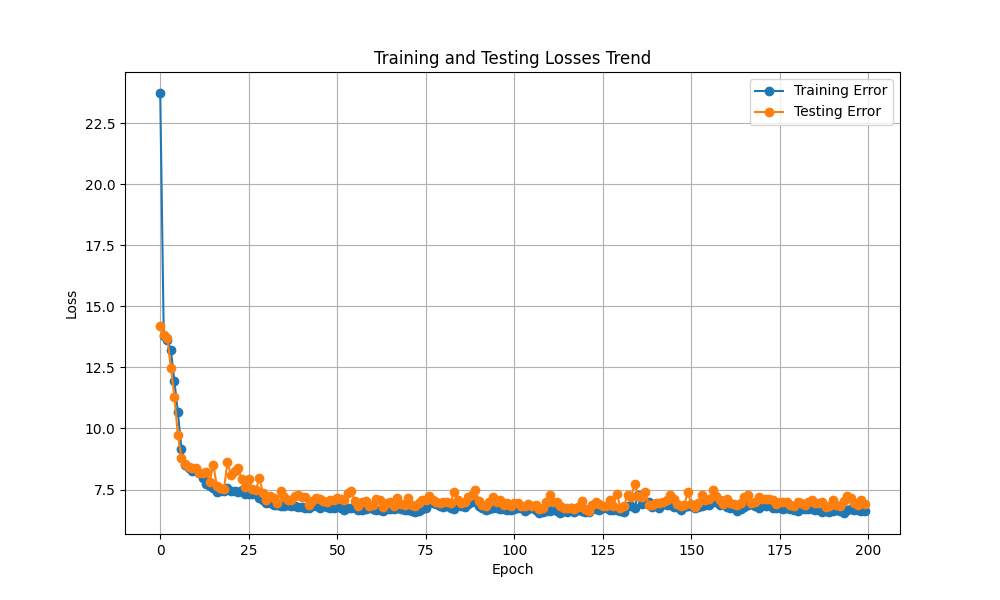 Training and Testing Losses Trend
Training Error
Testing Error
Loss
22.5
20.0
17.5
15.0
12.5
10.0
7.5
0 25 50 75 100 125 150 175 200
Epoch